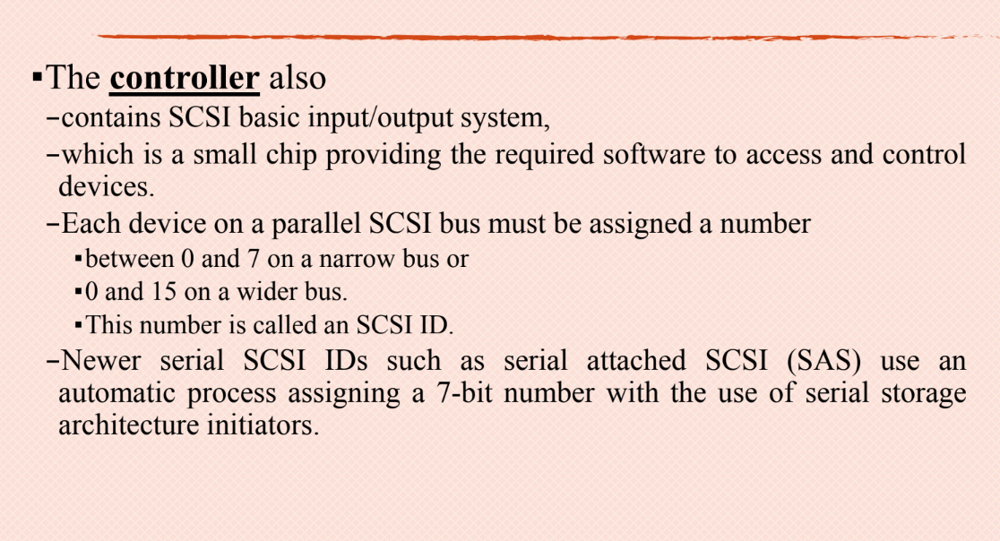 ▪The controller also
–contains SCSI basic input/output system,
–which is a small chip providing the required software to access and control
devices.
–Each device on a parallel SCSI bus must be assigned a number
▪between 0 and 7 on a narrow bus or
▪0 and 15 on a wider bus.
▪This number is called an SCSI ID.
–Newer serial SCSI IDs such as serial attached SCSI (SAS) use an
automatic process assigning a 7-bit number with the use of serial storage
architecture initiators.